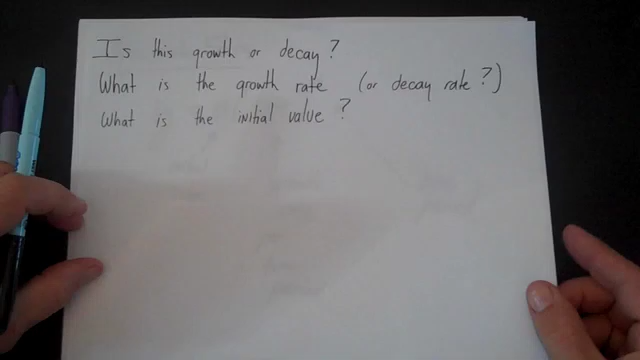 Is this growth or decay?
What is the growth rate (or decay rate?)
What is the initial value?